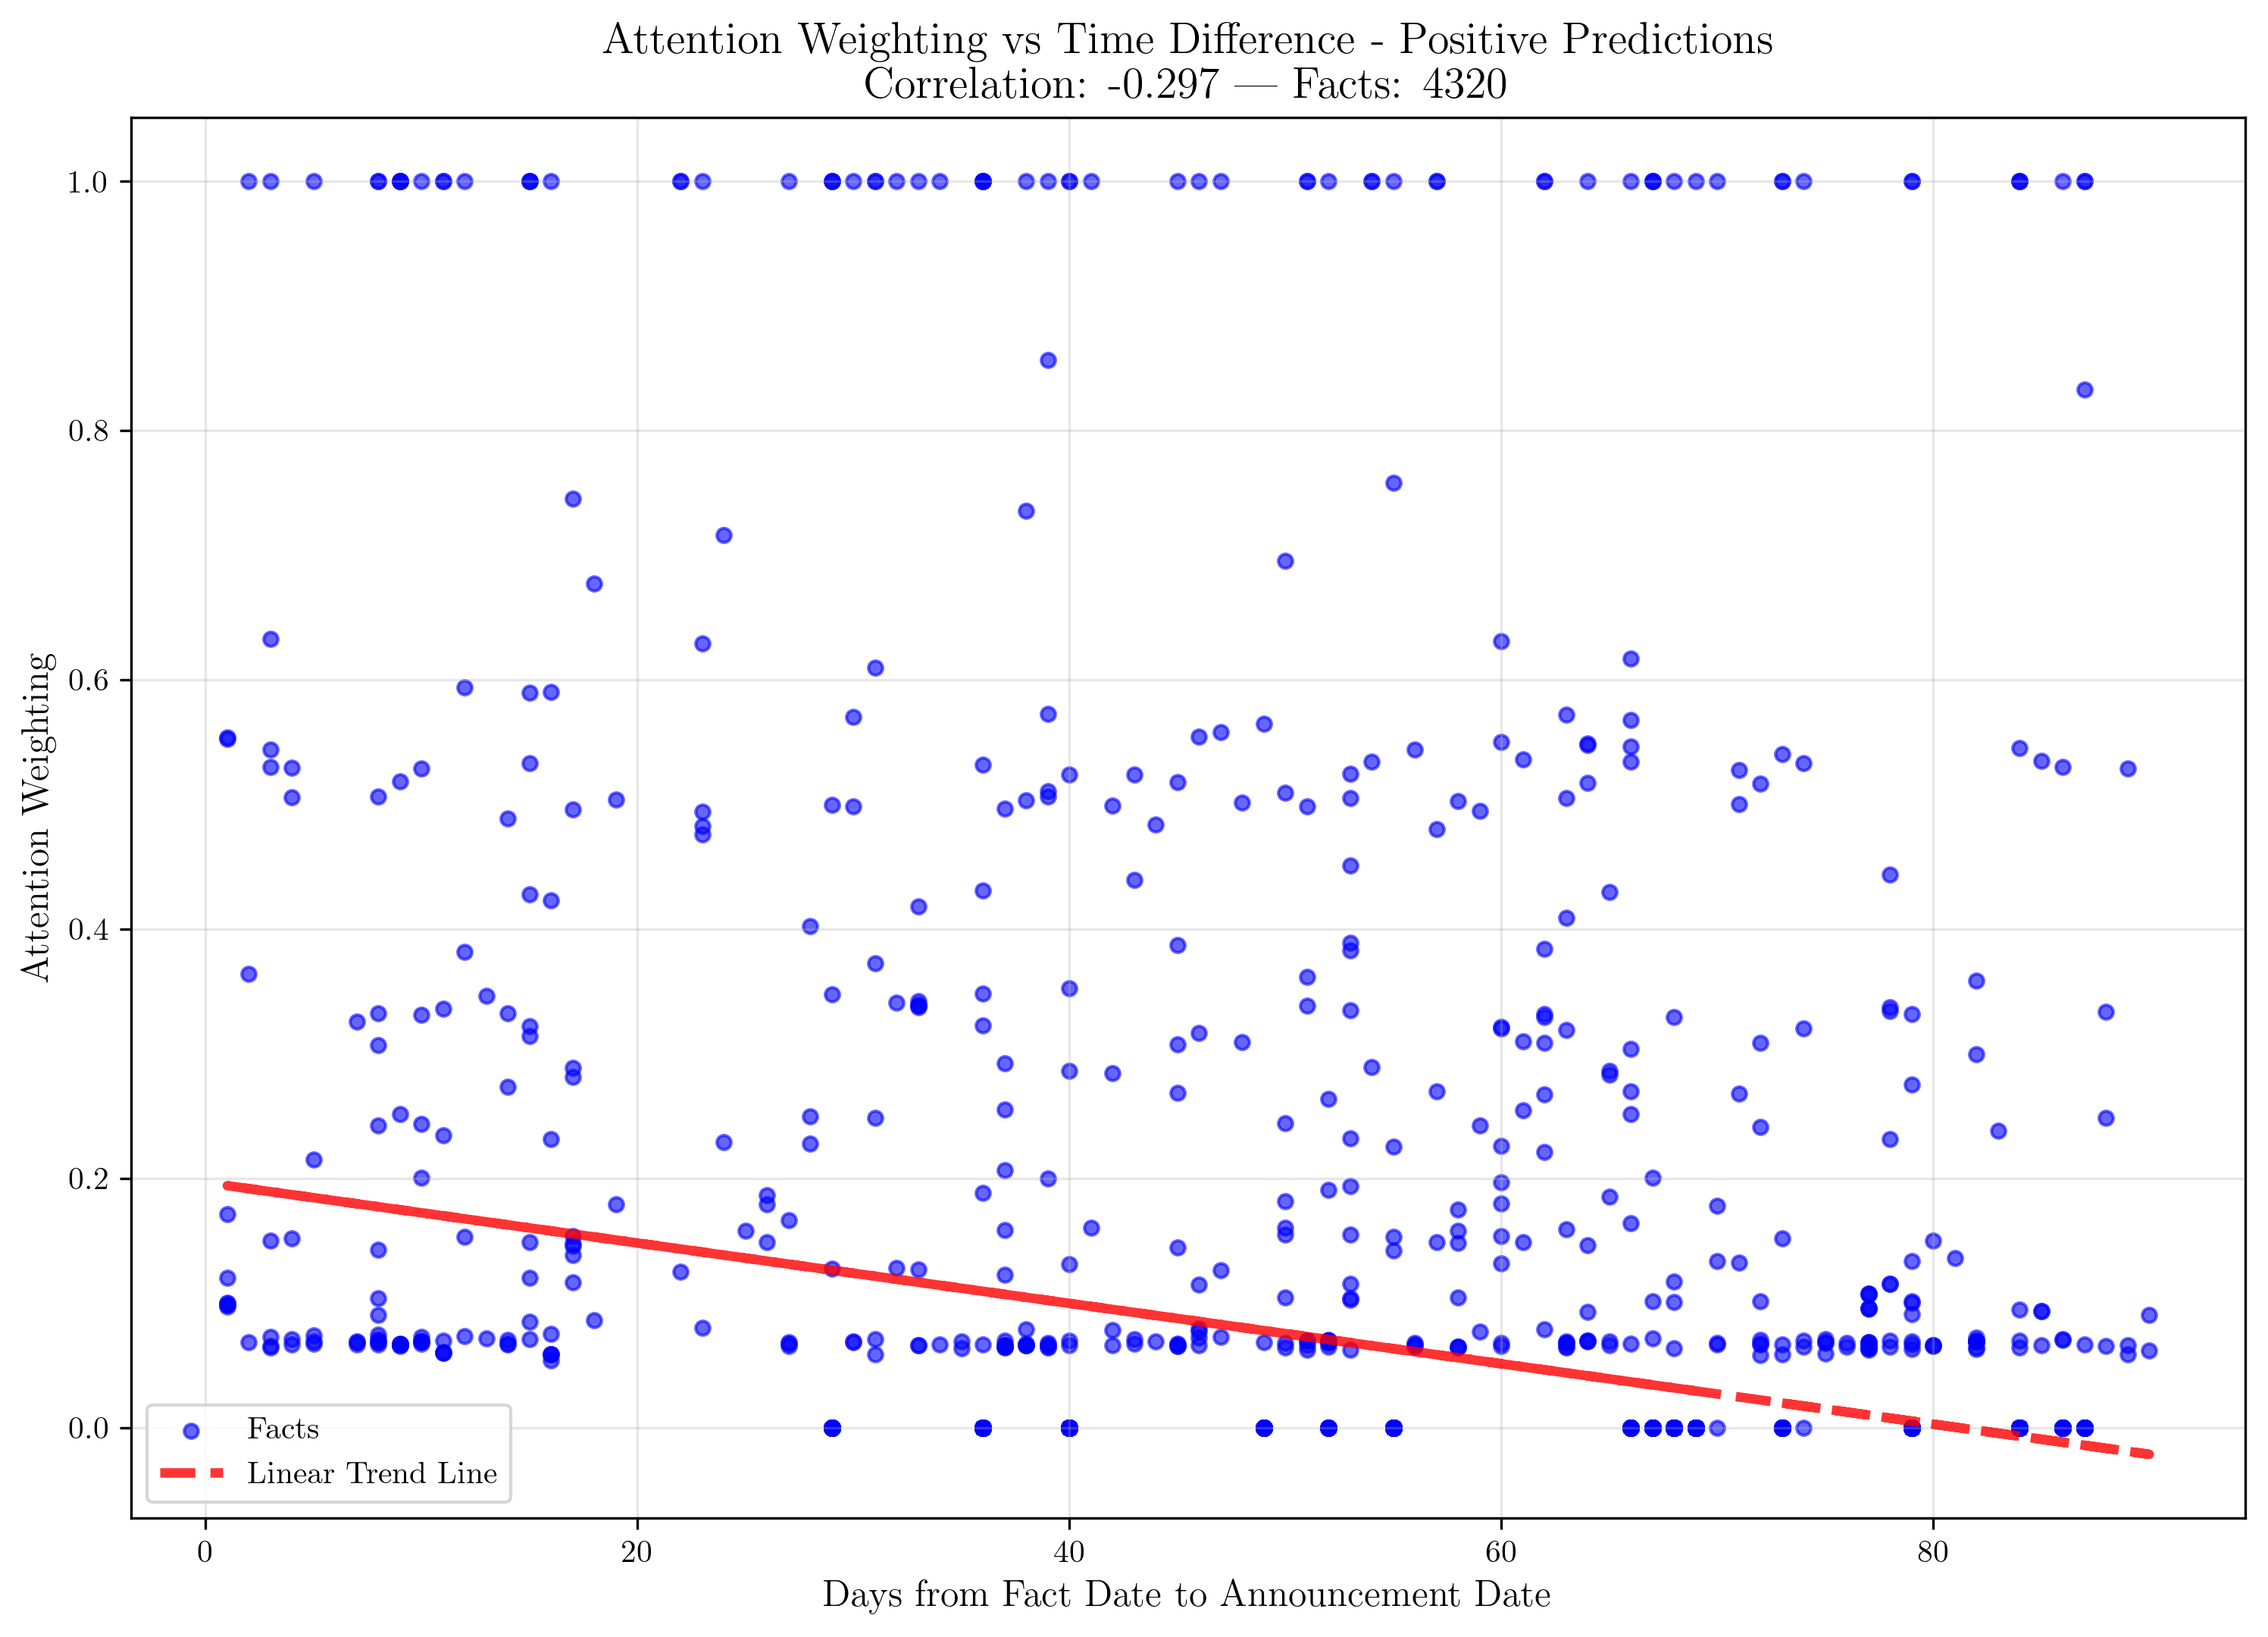 Attention Weighting vs Time Difference - Positive Predictions
Correlation: -0.297 — Facts: 4320
1.0
0.8
0.6
0.4
0.2
0.0
Attention Weighting
Facts
Linear Trend Line
0
20
40
60
80
Days from Fact Date to Announcement Date